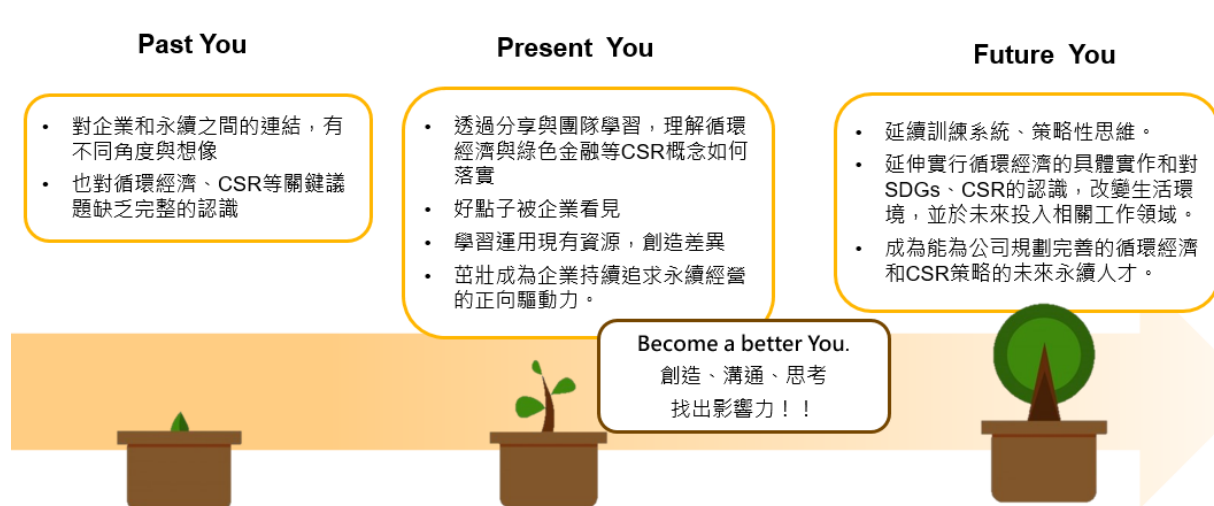 Past You
• 對企業和永續之間的連結，有
不同角度與想像
• 也對循環經濟、CSR等關鍵議
題缺乏完整的認識
Present You
• 透過分享與團隊學習，理解循環
經濟與綠色金融等CSR概念如何
落實
• 好點子被企業看見
• 學習運用現有資源，創造差異
• 茁壯成為企業持續追求永續經營
的正向驅動力。
Become a better You.
創造、溝通、思考
找出影響力！！
Future You
• 延續訓練系統、策略性思維。
• 延伸實行循環經濟的具體實作和對
SDGs、CSR的認識，改變生活環
境，並於未來投入相關工作領域。
• 成為能為公司規劃完善的循環經濟
和CSR策略的未來永續人才。